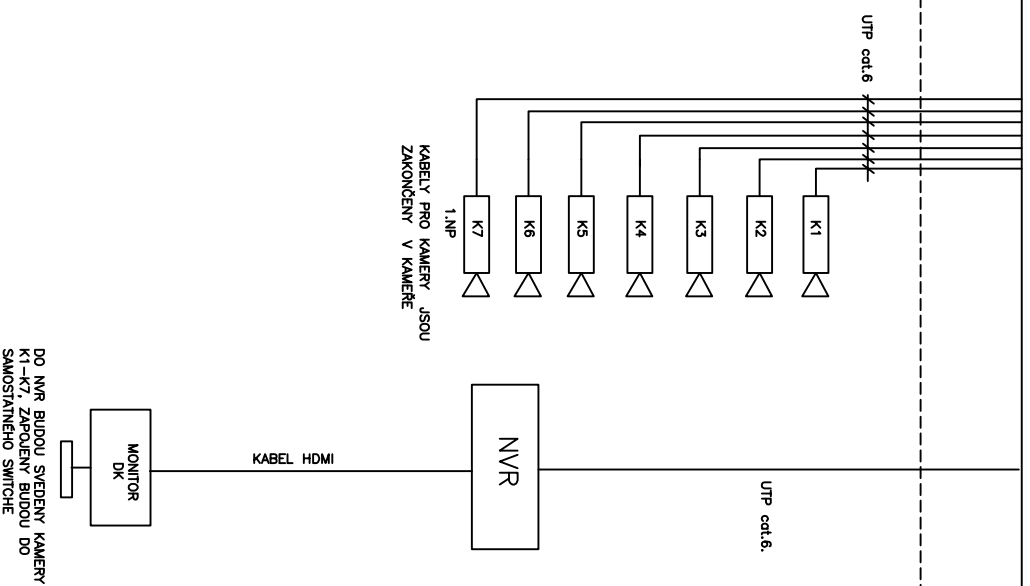 UTP cat.6
K1
K2
K3
K4
K5
K6
K7
1.NP
KABELY PRO KAMERY JSOU
ZAKONČENY V KAMEŘE
NVR
UTP cat.6.
KABEL HDMI
MONITOR
DK
DO NVR BUDOU SVEDENY KAMERY
K1-K7, ZAPOJENY BUDOU DO
SAMOSTATNÉHO SWITCHE